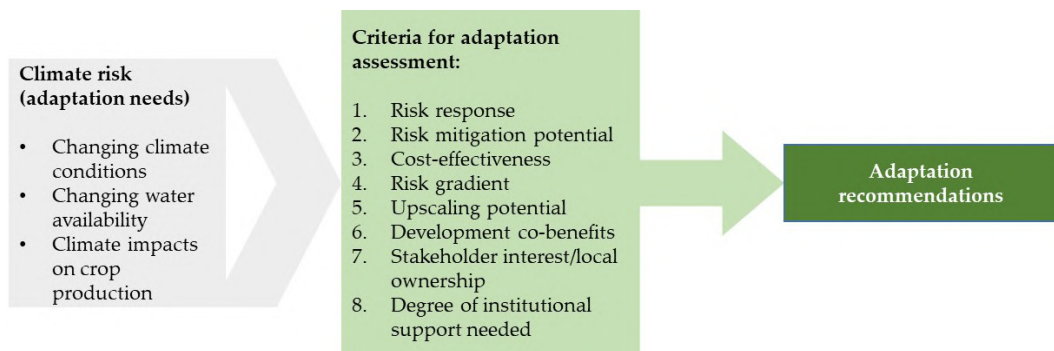 Climate risk
(adaptation needs)
• Changing climate
conditions
• Changing water
availability
• Climate impacts
on crop
production
Criteria for adaptation
assessment:
1. Risk response
2. Risk mitigation potential
3. Cost-effectiveness
4. Risk gradient
5. Upscaling potential
6. Development co-benefits
7. Stakeholder interest/local
ownership
8. Degree of institutional
support needed
Adaptation
recommendations